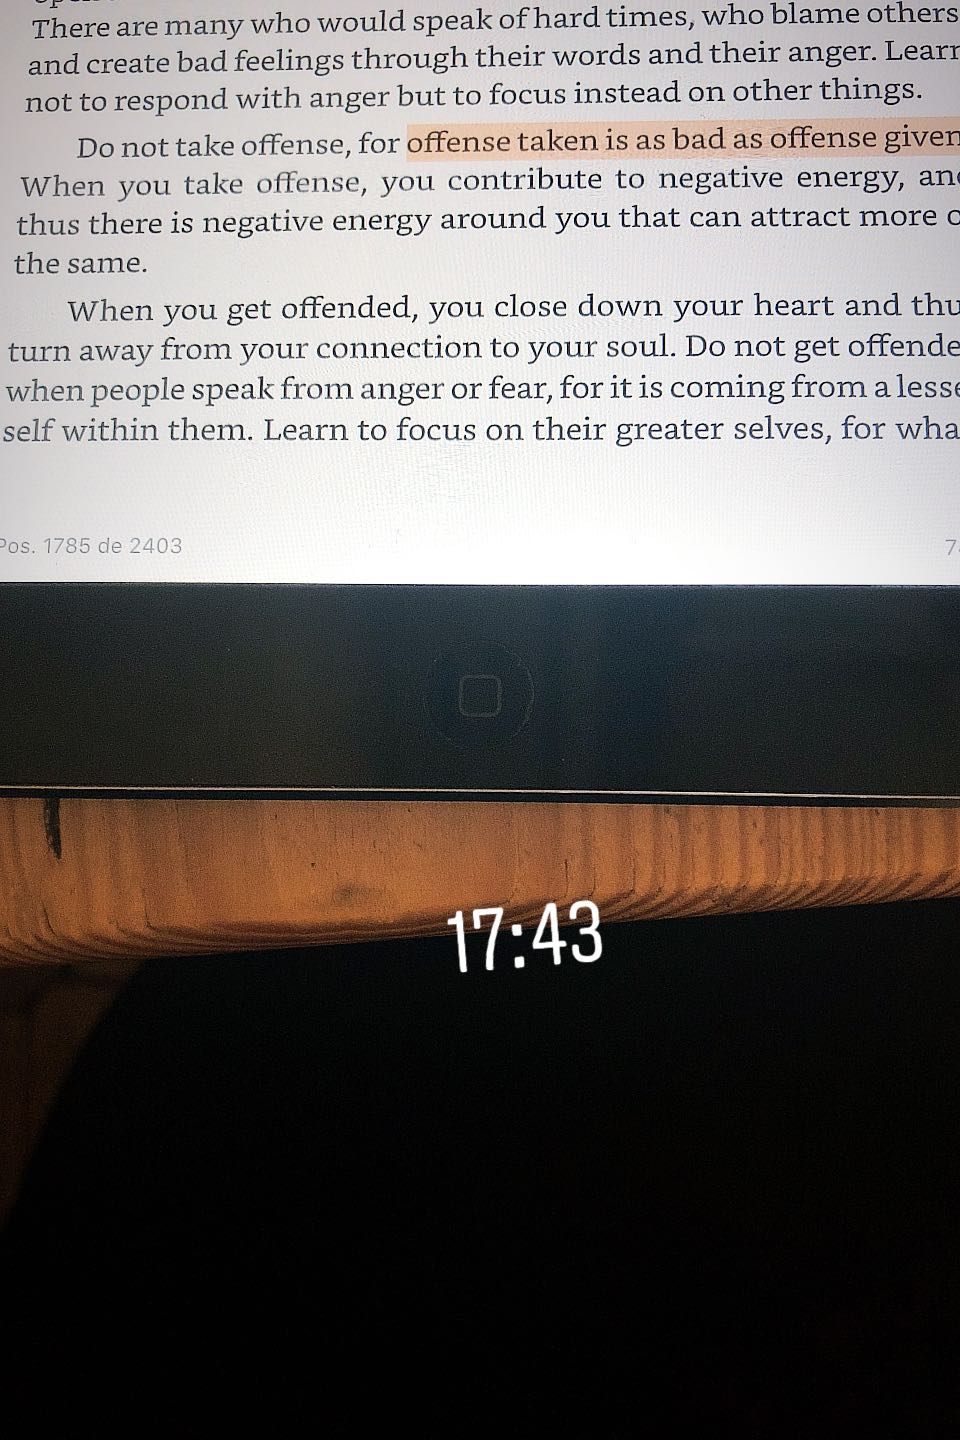 There are many who would speak of hard times, who blame others
and create bad feelings through their words and their anger. Learn
not to respond with anger but to focus instead on other things.
Do not take offense, for offense taken is as bad as offense given
When you take offense, you contribute to negative energy, and
thus there is negative energy around you that can attract more o
the same.
When you get offended, you close down your heart and thu
turn away from your connection to your soul. Do not get offende
when people speak from anger or fear, for it is coming from a lesse
self within them. Learn to focus on their greater selves, for wha
Pos. 1785 de 2403
17:43